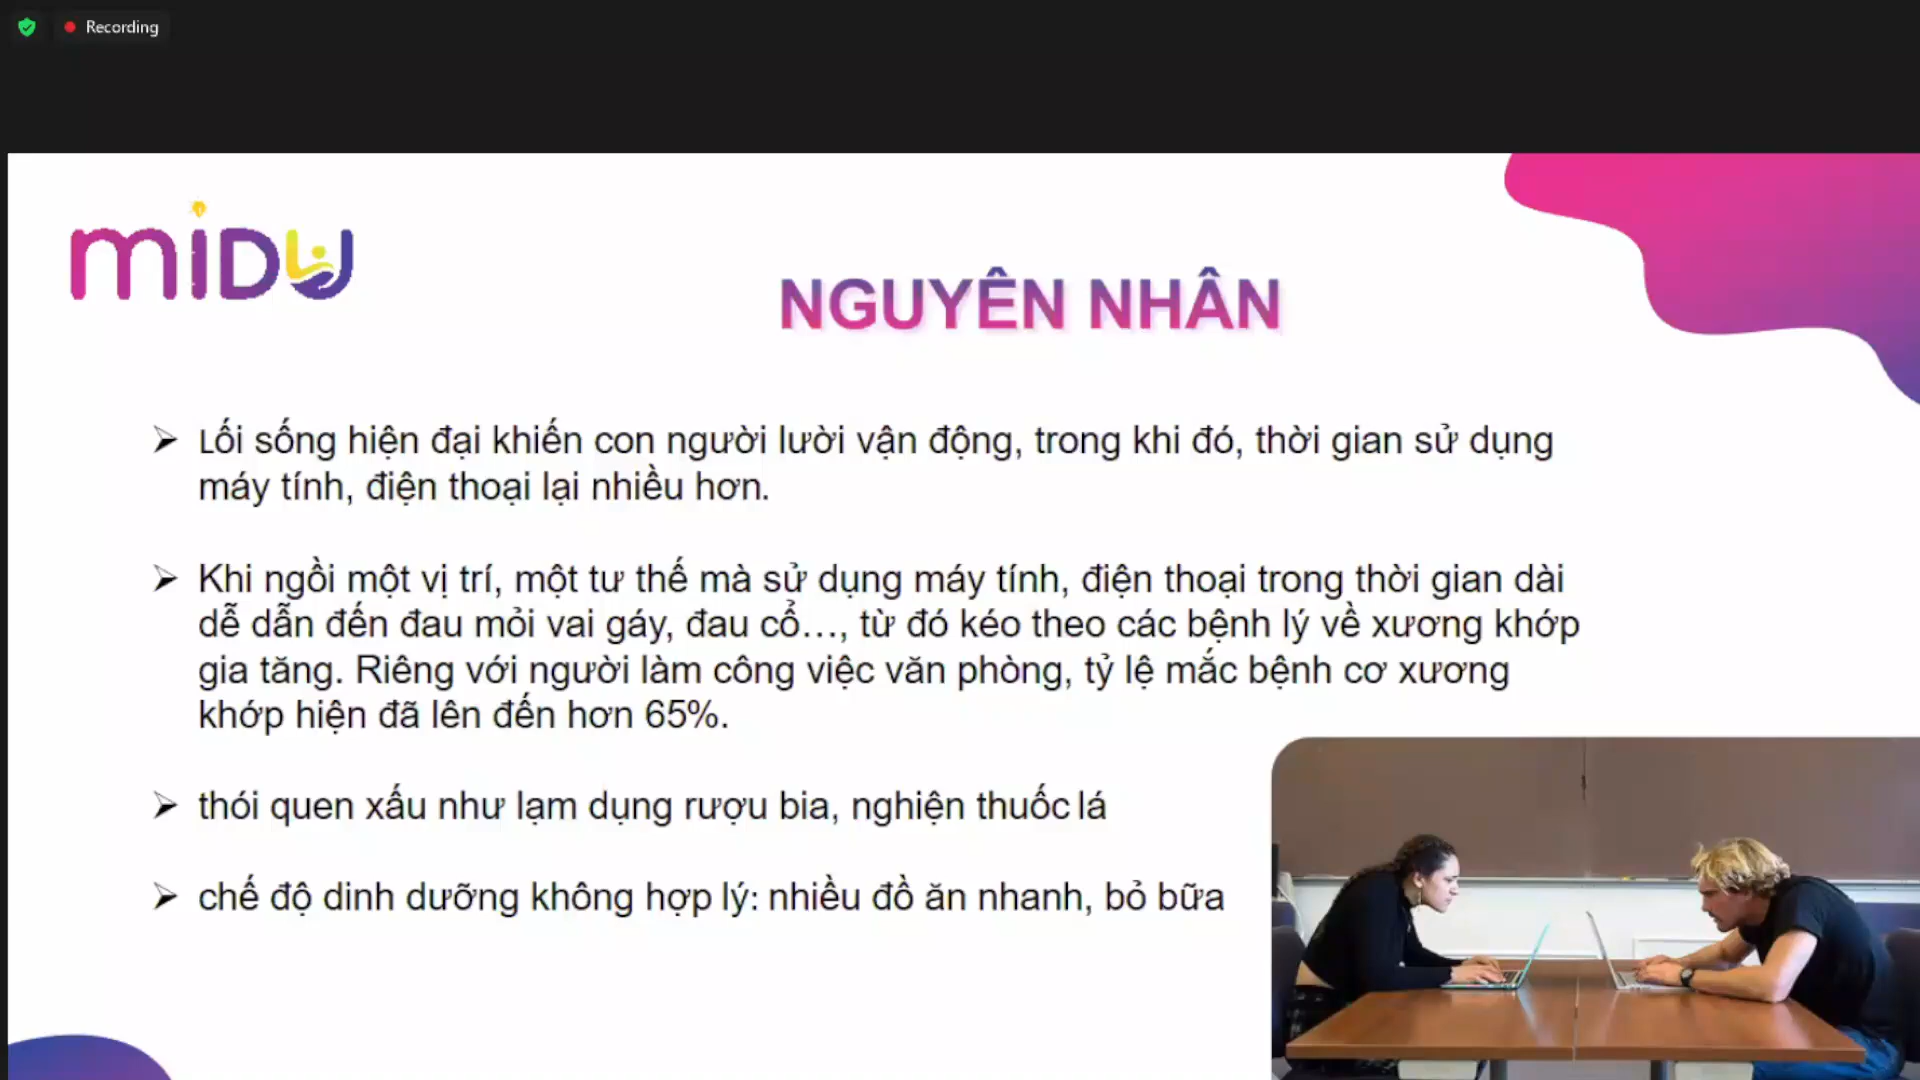 Recording
miDU
NGUYÊN NHÂN
Lối sống hiện đại khiến con người lười vận động, trong khi đó, thời gian sử dụng
máy tính, điện thoại lại nhiều hơn.
Khi ngồi một vị trí, một tư thế mà sử dụng máy tính, điện thoại trong thời gian dài
dễ dẫn đến đau mỏi vai gáy, đau cổ…, từ đó kéo theo các bệnh lý về xương khớp
gia tăng. Riêng với người làm công việc văn phòng, tỷ lệ mắc bệnh cơ xương
khớp hiện đã lên đến hơn 65%.
thói quen xấu như lạm dụng rượu bia, nghiện thuốc lá
chế độ dinh dưỡng không hợp lý: nhiều đồ ăn nhanh, bỏ bữa